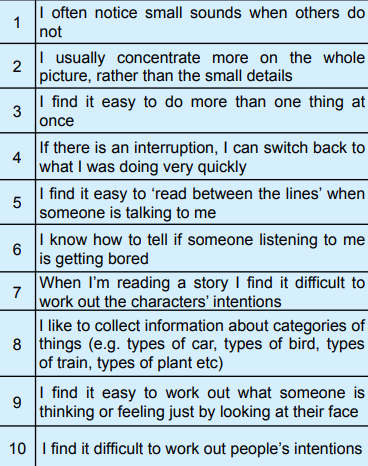 1 I often notice small sounds when others do
not
2 I usually concentrate more on the whole
picture, rather than the small details
3 I find it easy to do more than one thing at
once
4 If there is an interruption, I can switch back to
what I was doing very quickly
5 I find it easy to ‘read between the lines’ when
someone is talking to me
6 I know how to tell if someone listening to me
is getting bored
7 When I’m reading a story I find it difficult to
work out the characters’ intentions
8 I like to collect information about categories of
things (e.g. types of car, types of bird, types
of train, types of plant etc)
9 I find it easy to work out what someone is
thinking or feeling just by looking at their face
10 I find it difficult to work out people’s intentions